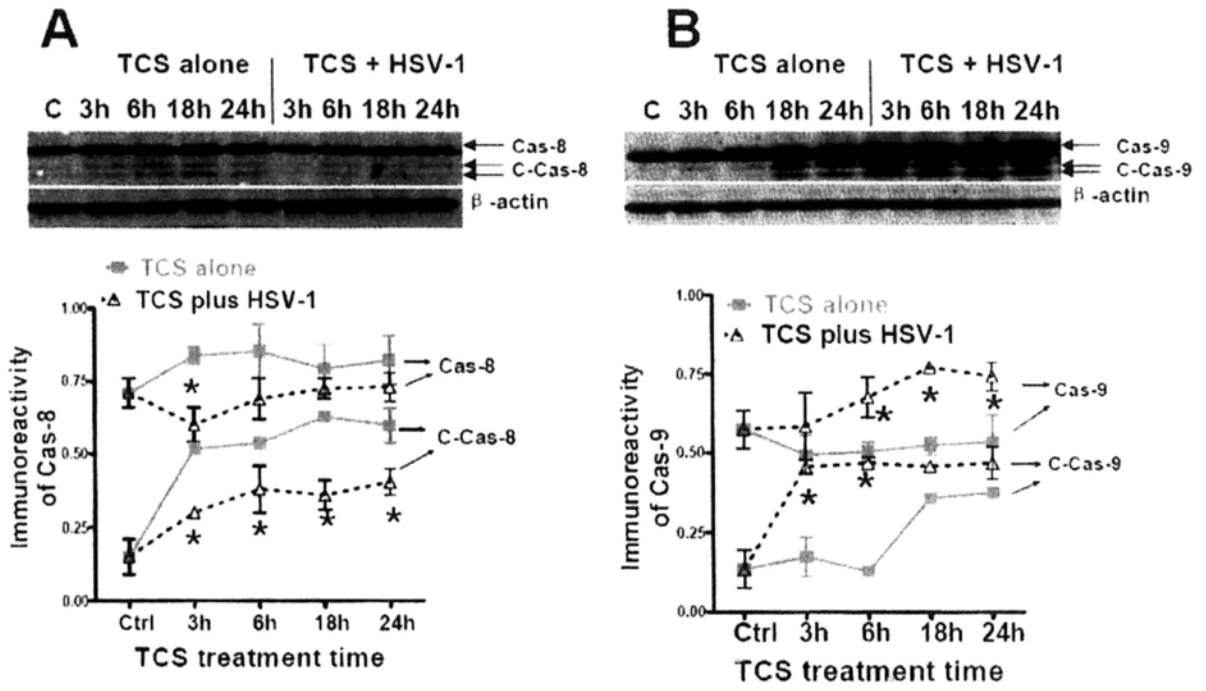 A
TCS alone TCS + HSV-1
C 3h 6h 18h 24h 3h 6h 18h 24h
Cas-8
C-Cas-8
β-actin
TCS alone
TCS plus HSV-1
1.00
0.75
0.50
0.25
0.00
Immunoreactivity
of Cas-8
* * * * *
Cas-8
C-Cas-8
Ctrl 3h 6h 18h 24h
TCS treatment time
B
TCS alone TCS + HSV-1
C 3h 6h 18h 24h 3h 6h 18h 24h
Cas-9
C-Cas-9
β-actin
TCS alone
TCS plus HSV-1
1.00
0.75
0.50
0.25
0.00
Immunoreactivity
of Cas-9
* * * * *
Cas-9
C-Cas-9
Ctrl 3h 6h 18h 24h
TCS treatment time